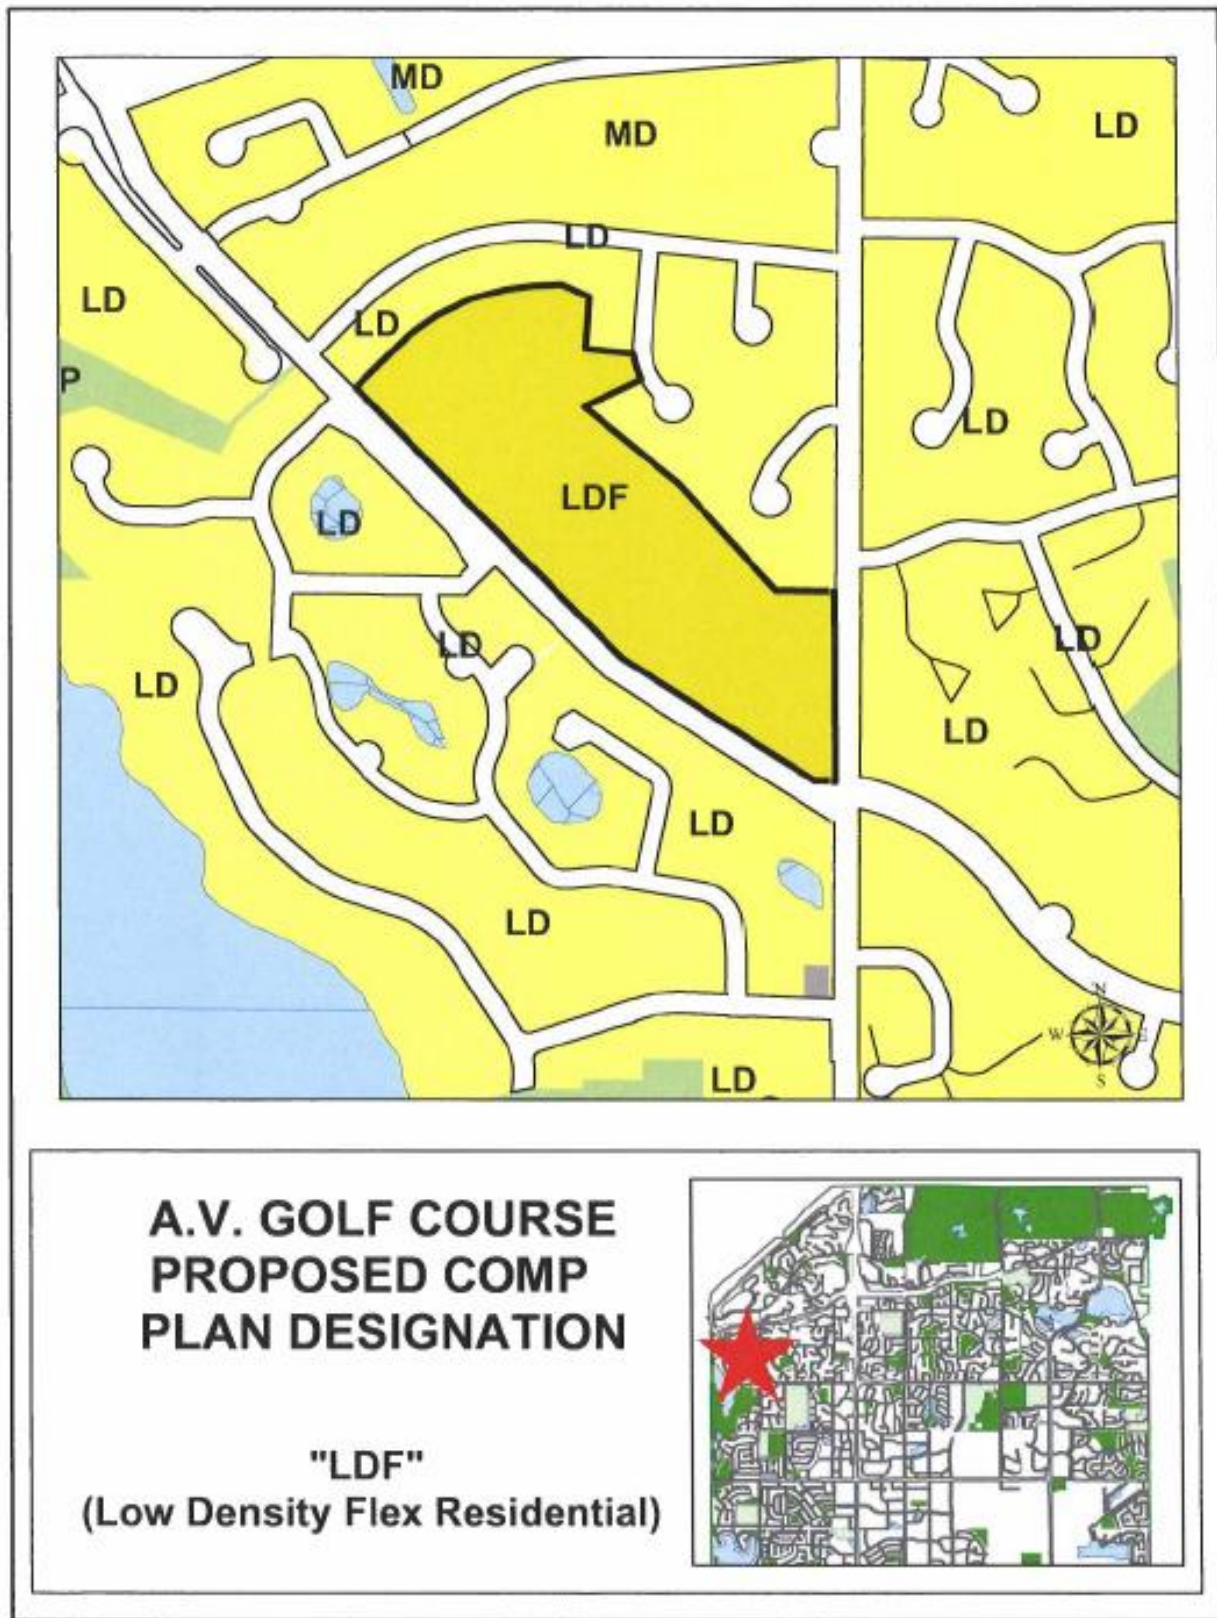 MD
MD
LD
LD
LD
LD
P
LD
LDF
LD
LD
LD
LD
LD
LD
LD
LD
N
W
E
S
LD
A.V. GOLF COURSE
PROPOSED COMP
PLAN DESIGNATION
"LDF"
(Low Density Flex Residential)